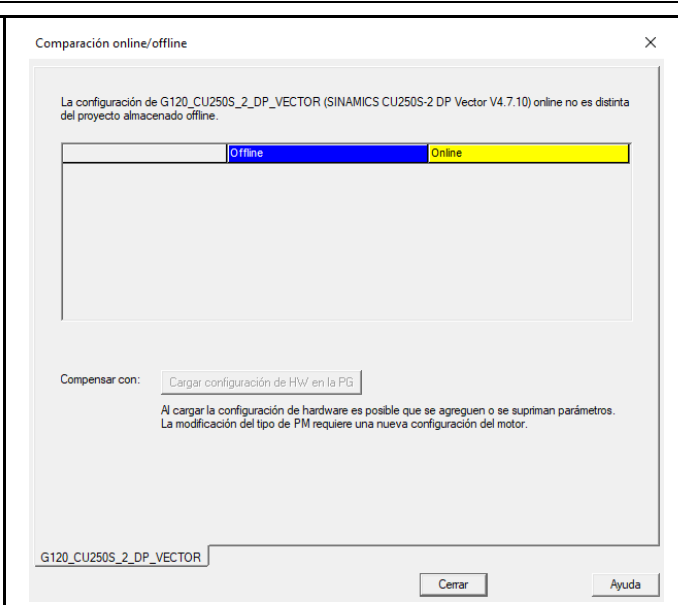 Comparación online/offline
La configuración de G120_CU250S_2_DP_VECTOR (SINAMICS CU250S-2 DP Vector V4.7.10) online no es distinta
del proyecto almacenado offline.
Offline Online
Compensar con: Cargar configuración de HW en la PG
Al cargar la configuración de hardware es posible que se agreguen o se supriman parámetros.
La modificación del tipo de PM requiere una nueva configuración del motor.
G120_CU250S_2_DP_VECTOR
Cerrar Ayuda